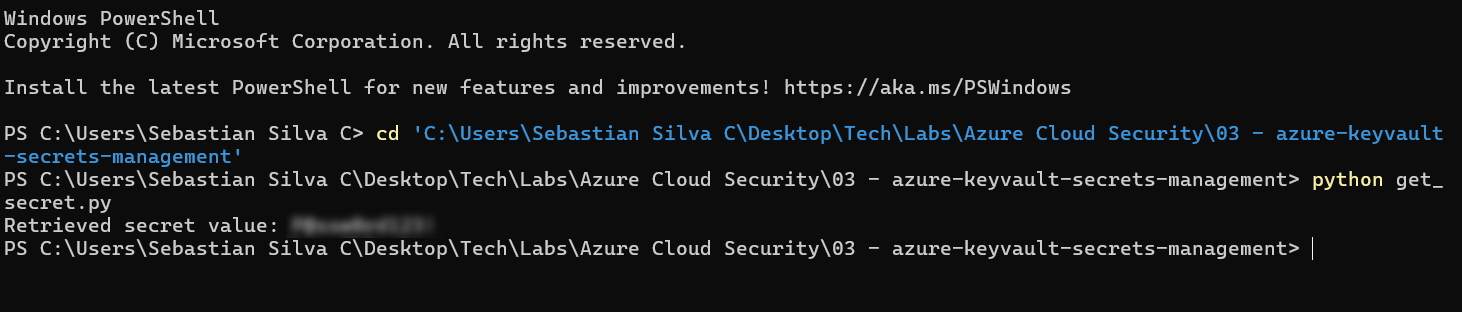 Windows PowerShell
Copyright (C) Microsoft Corporation. All rights reserved.
Install the latest PowerShell for new features and improvements! https://aka.ms/PSWindows
PS C:\Users\Sebastian Silva C> cd 'C:\Users\Sebastian Silva C\Desktop\Tech\Labs\Azure Cloud Security\03 - azure-keyvault
-secrets-management'
PS C:\Users\Sebastian Silva C\Desktop\Tech\Labs\Azure Cloud Security\03 - azure-keyvault-secrets-management> python get_
secret.py
Retrieved secret value:
PS C:\Users\Sebastian Silva C\Desktop\Tech\Labs\Azure Cloud Security\03 - azure-keyvault-secrets-management>